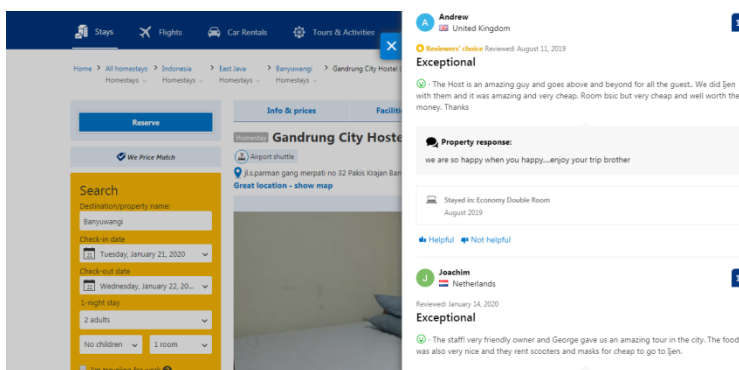 Stays
Flights
Car Rentals
Tours & Activities
Home > All homestays > Indonesia > East Java > Banyuwangi > Gandrung City Hostel
Homestays Homestays Homestays Homestays
Reserve
We Price Match
Search
Destination/property name:
Banyuwangi
Check-in date
Tuesday, January 21, 2020
Check-out date
Wednesday, January 22, 20...
1-night stay
2 adults
No children
1 room
I'm traveling for work
Info & prices
Homestay Gandrung City Hoste
Airport shuttle
jl.s.parman gang merpati no 32 Pakis Krajan Ban
Great location - show map
Andrew
United Kingdom
Reviewers' choice Reviewed: August 11, 2019
Exceptional
· The Host is an amazing guy and goes above and beyond for all the guest.. We did Ijen
with them and it was amazing and very cheap. Room bsic but very cheap and well worth the
money. Thanks
Property response:
we are so happy when you happy,,,,enjoy your trip brother
Stayed in: Economy Double Room
August 2019
Helpful Not helpful
Joachim
Netherlands
Reviewed: January 14, 2020
Exceptional
· The staff! very friendly owner and George gave us an amazing tour in the city. The food
was also very nice and they rent scooters and masks for cheap to go to Ijen.